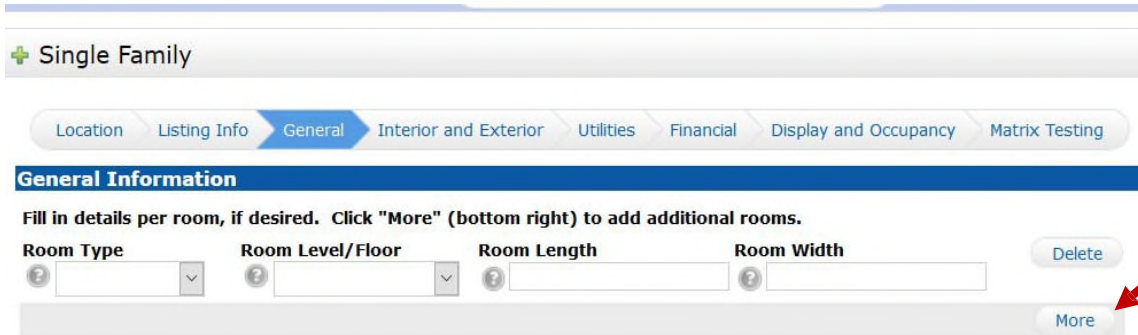 Single Family
Location Listing Info General Interior and Exterior Utilities Financial Display and Occupancy Matrix Testing
General Information
Fill in details per room, if desired. Click "More" (bottom right) to add additional rooms.
Room Type Room Level/Floor Room Length Room Width
Delete
More